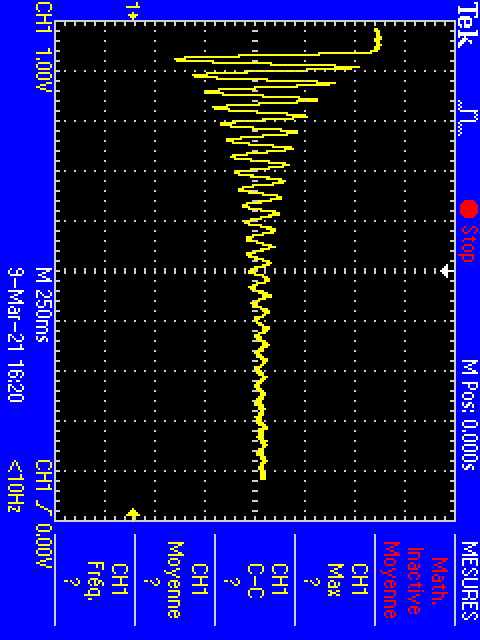 Tek Stop M Pos: 0.000s MESURES
Math.
Inactive
Moyenne
CH1
Max
?
CH1
C-C
?
CH1
Moyenne
?
CH1
Fréq.
?
1
CH1 1.00V M 250ms CH1 / 0.00V
9-Mar-21 16:20 <10Hz